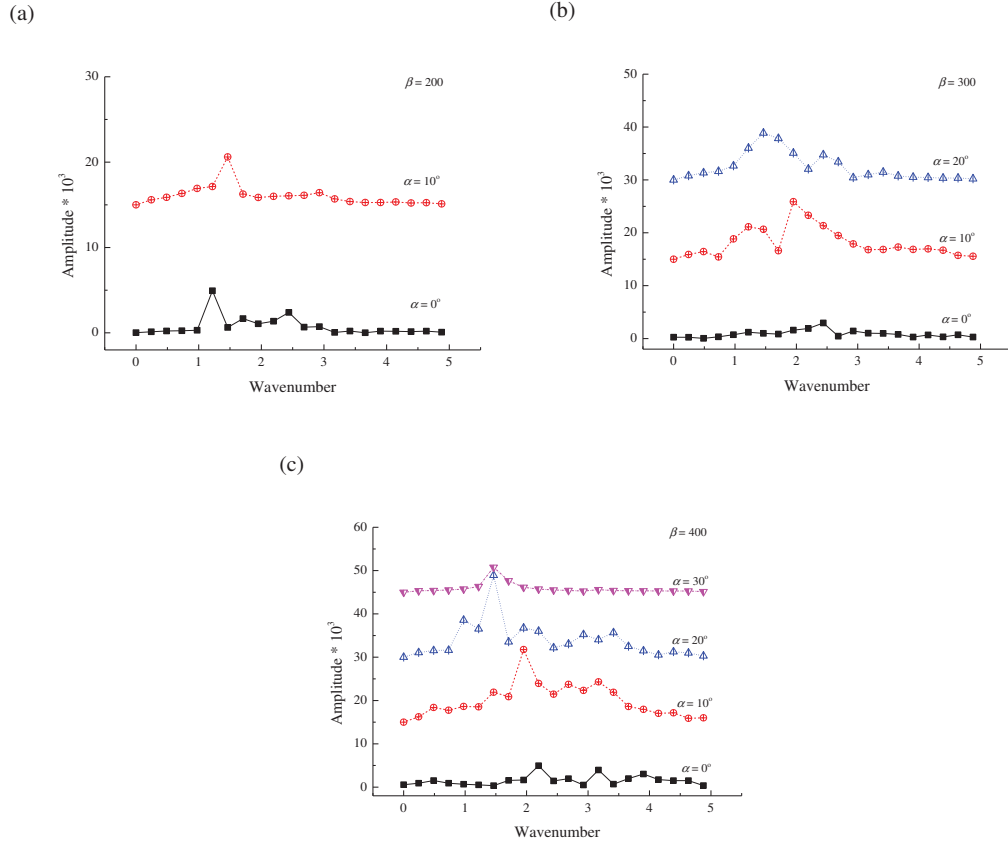 (a)
30
20
10
0
Amplitude * 10³
β = 200
α = 10°
α = 0°
0 1 2 3 4 5
Wavenumber
(b)
50
40
30
20
10
0
Amplitude * 10³
β = 300
α = 20°
α = 10°
α = 0°
0 1 2 3 4 5
Wavenumber
(c)
60
50
40
30
20
10
0
Amplitude * 10³
β = 400
α = 30°
α = 20°
α = 10°
α = 0°
0 1 2 3 4 5
Wavenumber